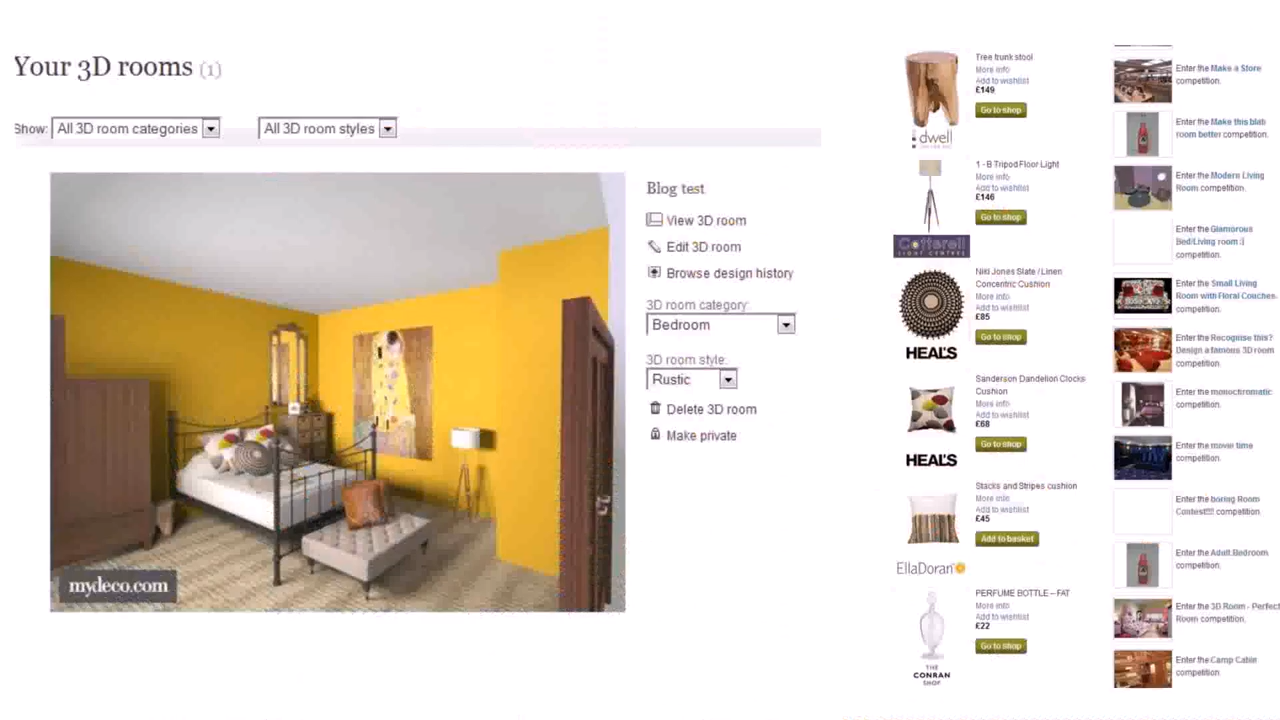 Your 3D rooms (1)
Show: All 3D room categories All 3D room styles
mydeco.com
Blog test
View 3D room
Edit 3D room
Browse design history
3D room category:
Bedroom
3D room style:
Rustic
Delete 3D room
Make private
Tree trunk stool
More info
Add to wishlist
£149
Go to shop
dwell
1 - B Tripod Floor Light
More info
Add to wishlist
£146
Go to shop
Cotterell
LIGHT CENTRES
Niki Jones Slate / Linen
Concentric Cushion
More info
Add to wishlist
£85
Go to shop
HEAL'S
Sanderson Dandelion Clocks
Cushion
More info
Add to wishlist
£68
Go to shop
HEAL'S
Stacks and Stripes cushion
More info
Add to wishlist
£45
Add to basket
EllaDoran
PERFUME BOTTLE – FAT
More info
Add to wishlist
£22
Go to shop
THE
CONRAN
SHOP
Enter the Make a Store
competition.
Enter the Make this blah
room better competition.
Enter the Modern Living
Room competition.
Enter the Glamorous
Bed/Living room :)
competition.
Enter the Small Living
Room with Floral Couches.
competition.
Enter the Recognise this?
Design a famous 3D room
competition.
Enter the monochromatic
competition.
Enter the movie time
competition.
Enter the boring Room
Contest!!!! competition.
Enter the Adult Bedroom
competition.
Enter the 3D Room - Perfect
Room competition.
Enter the Camp Cabin
competition.